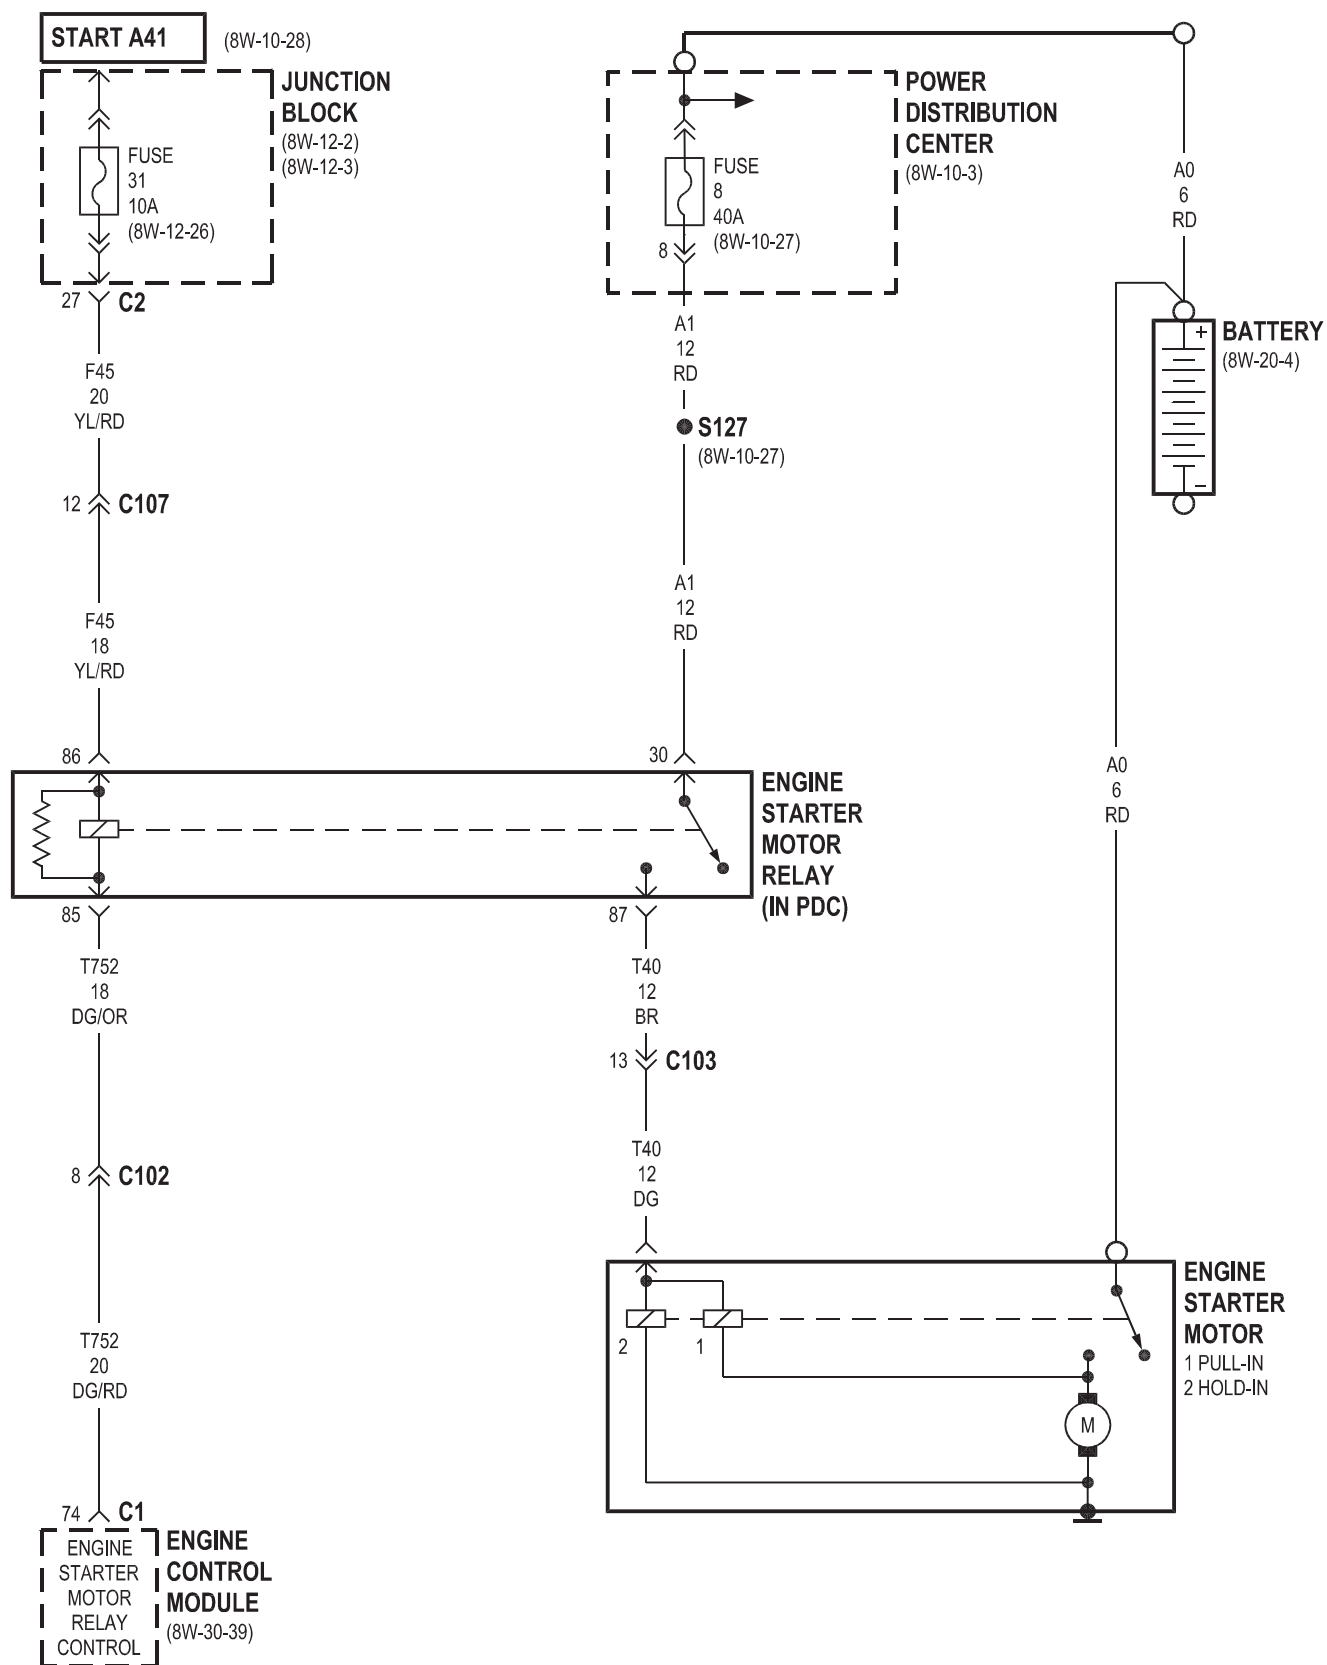 START A41
(8W-10-28)
JUNCTION
BLOCK
(8W-12-2)
(8W-12-3)
FUSE
31
10A
(8W-12-26)
27
C2
F45
20
YL/RD
12
C107
F45
18
YL/RD
86
POWER
DISTRIBUTION
CENTER
(8W-10-3)
FUSE
8
40A
(8W-10-27)
8
A1
12
RD
S127
(8W-10-27)
A1
12
RD
30
A0
6
RD
+
-
BATTERY
(8W-20-4)
A0
6
RD
ENGINE
STARTER
MOTOR
RELAY
(IN PDC)
85
T752
18
DG/OR
8
C102
T752
20
DG/RD
74
C1
ENGINE
STARTER
MOTOR
RELAY
CONTROL
ENGINE
CONTROL
MODULE
(8W-30-39)
87
T40
12
BR
13
C103
T40
12
DG
2
1
M
ENGINE
STARTER
MOTOR
1 PULL-IN
2 HOLD-IN